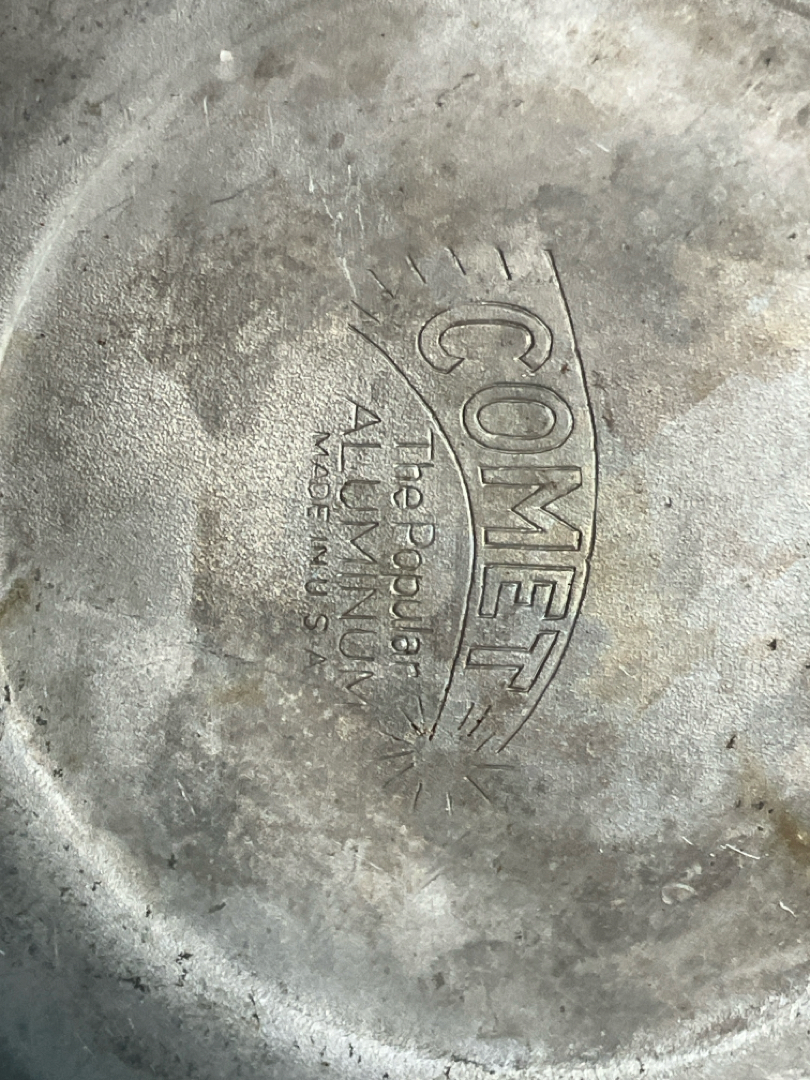 COMET
The Popular
ALUMINUM
MADE IN U.S.A.